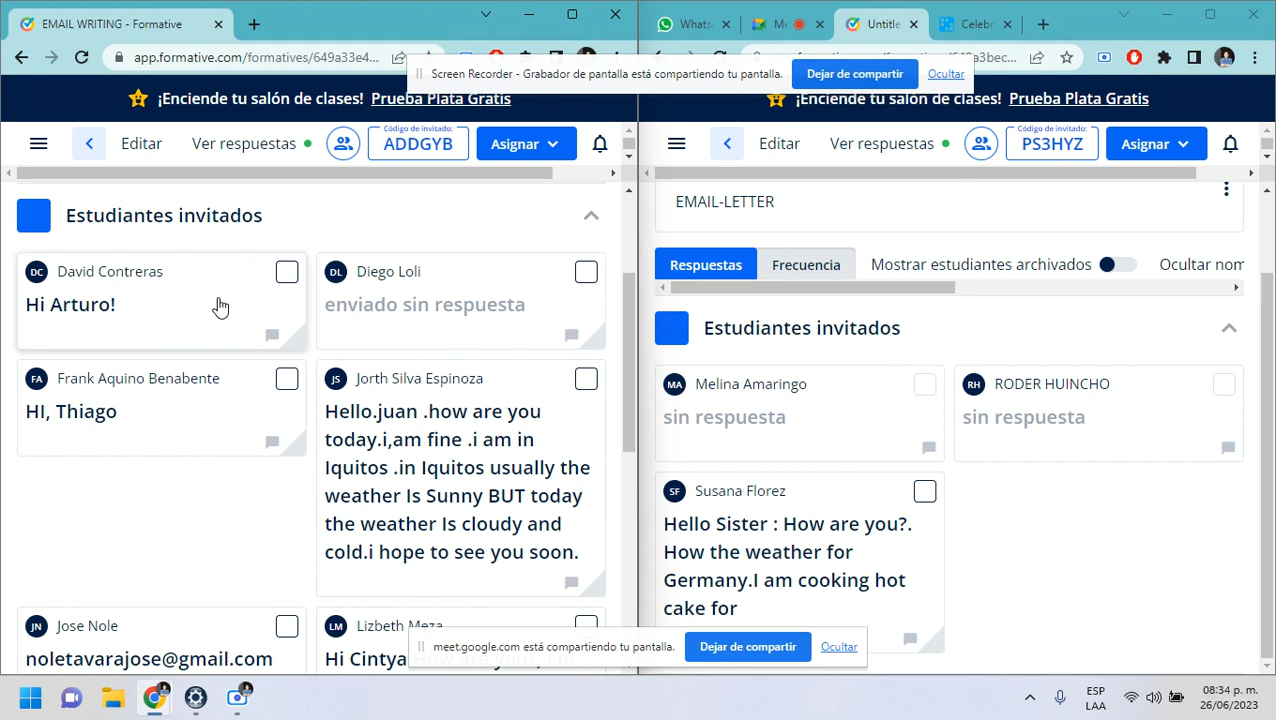 EMAIL WRITING - Formative
Whats
Me
Untitle
Celebr
app.formative.com/formatives/649a33e4...
Screen Recorder - Grabador de pantalla está compartiendo tu pantalla.
Dejar de compartir
Ocultar
a3bec...
¡Enciende tu salón de clases! Prueba Plata Gratis
¡Enciende tu salón de clases! Prueba Plata Gratis
Editar
Ver respuestas
Código de invitado:
ADDGYB
Asignar
Editar
Ver respuestas
Código de invitado:
PS3HYZ
Asignar
Estudiantes invitados
DC David Contreras
Hi Arturo!
DL Diego Loli
enviado sin respuesta
FA Frank Aquino Benabente
HI, Thiago
JS Jorth Silva Espinoza
Hello.juan .how are you
today.i,am fine .i am in
Iquitos .in Iquitos usually the
weather Is Sunny BUT today
the weather Is cloudy and
cold.i hope to see you soon.
JN Jose Nole
noletavarajose@gmail.com
LM Lizbeth Meza
Hi Cintya
EMAIL-LETTER
Respuestas
Frecuencia
Mostrar estudiantes archivados
Ocultar nom
Estudiantes invitados
MA Melina Amaringo
sin respuesta
RH RODER HUINCHO
sin respuesta
SF Susana Florez
Hello Sister : How are you?.
How the weather for
Germany.I am cooking hot
cake for
meet.google.com está compartiendo tu pantalla.
Dejar de compartir
Ocultar
ESP
LAA
08:34 p. m.
26/06/2023